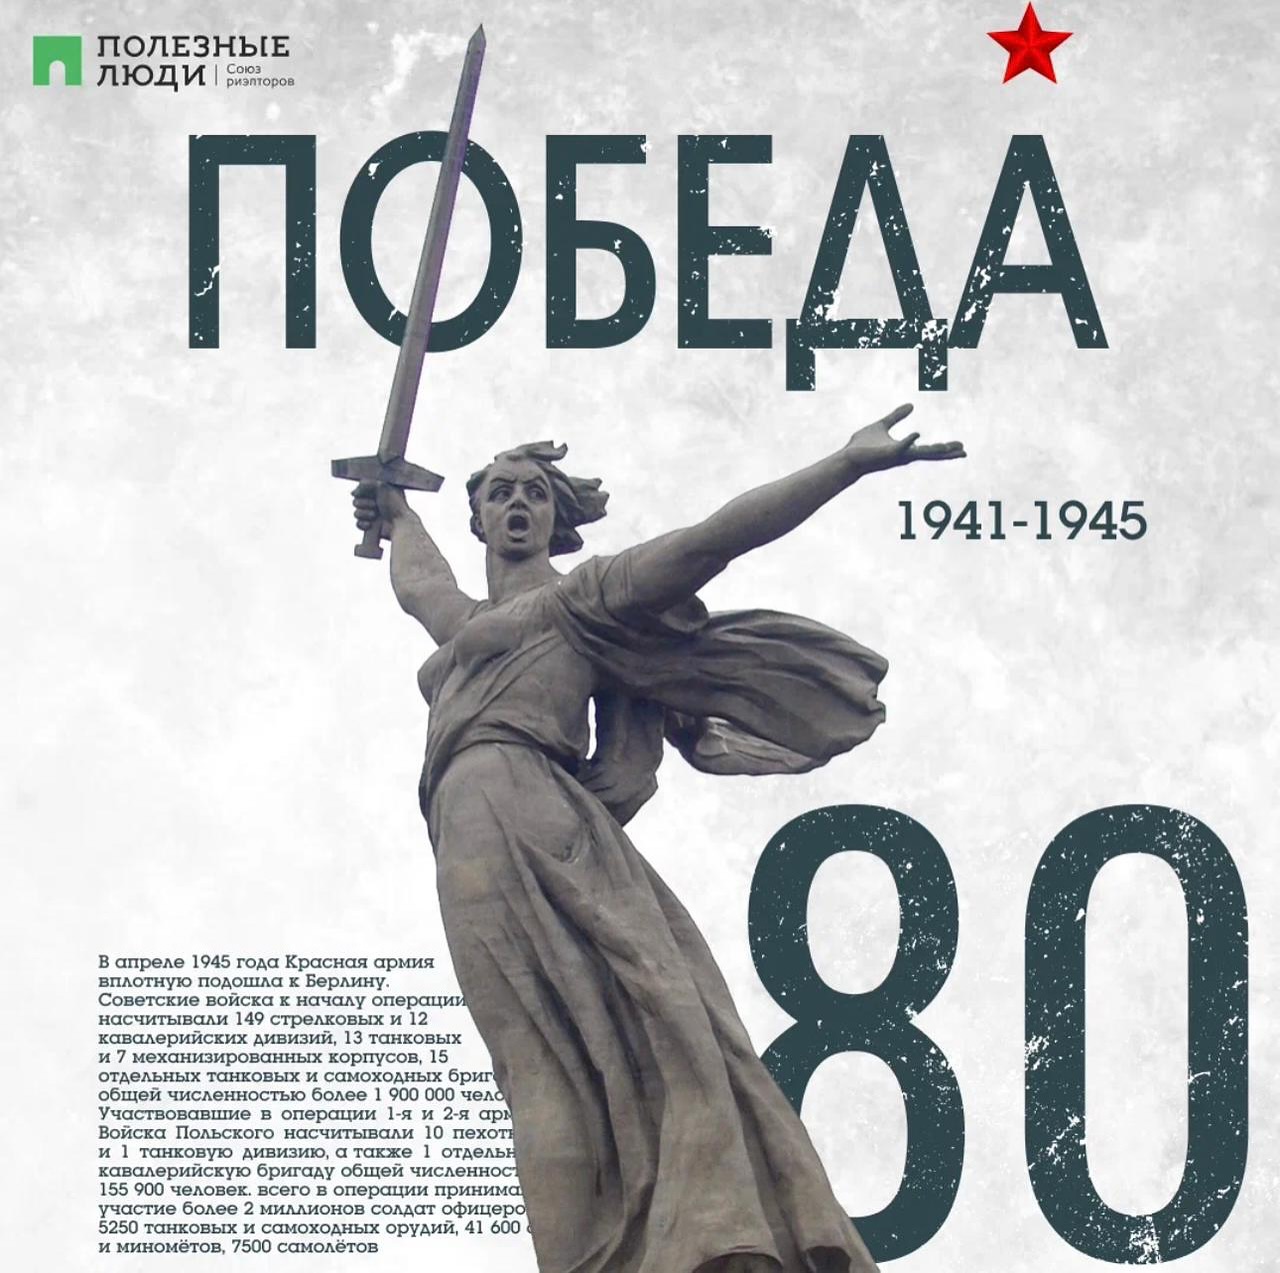 ПОЛЕЗНЫЕ
ЛЮДИ | Союз
риэлторов
ПОБЕДА
1941-1945
80
В апреле 1945 года Красная армия
вплотную подошла к Берлину.
Советские войска к началу операции
насчитывали 149 стрелковых и 12
кавалерийских дивизий, 13 танковых
и 7 механизированных корпусов, 15
отдельных танковых и самоходных
общей численностью более 1 900 000
Участвовавшие в операции 1-я и 2-я
Войска Польского насчитывали 10
и 1 танковую дивизию, а также 1
кавалерийскую бригаду общей
155 900 человек. всего в операции
участие более 2 миллионов солдат
5250 танковых и самоходных орудий, 41 600
и миномётов, 7500 самолётов